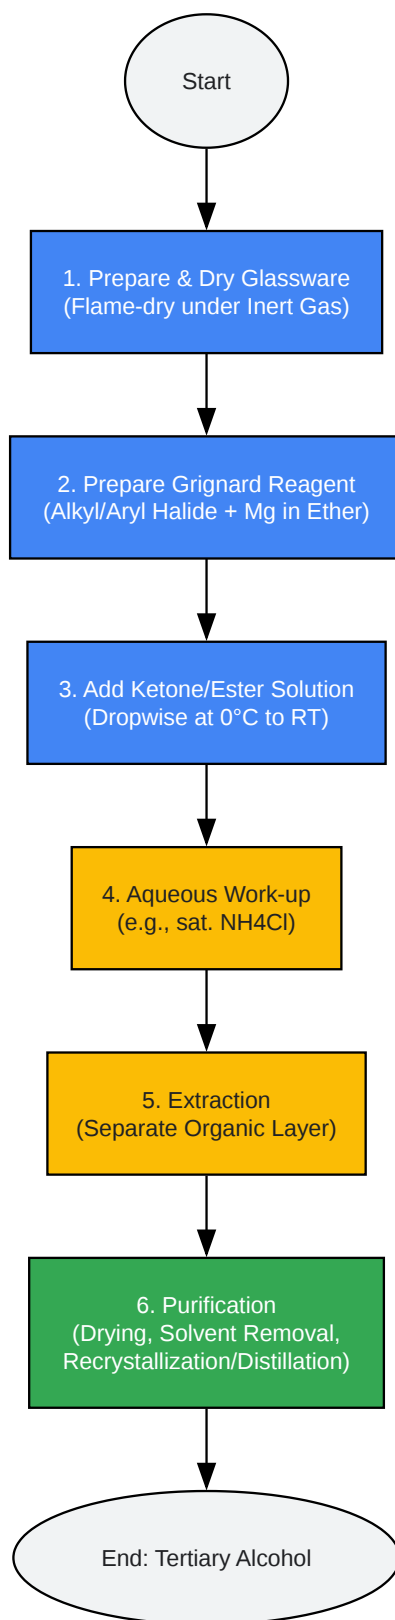 Start
1. Prepare & Dry Glassware
(Flame-dry under Inert Gas)
2. Prepare Grignard Reagent
(Alkyl/Aryl Halide + Mg in Ether)
3. Add Ketone/Ester Solution
(Dropwise at 0°C to RT)
4. Aqueous Work-up
(e.g., sat. NH4Cl)
5. Extraction
(Separate Organic Layer)
6. Purification
(Drying, Solvent Removal,
Recrystallization/Distillation)
End: Tertiary Alcohol